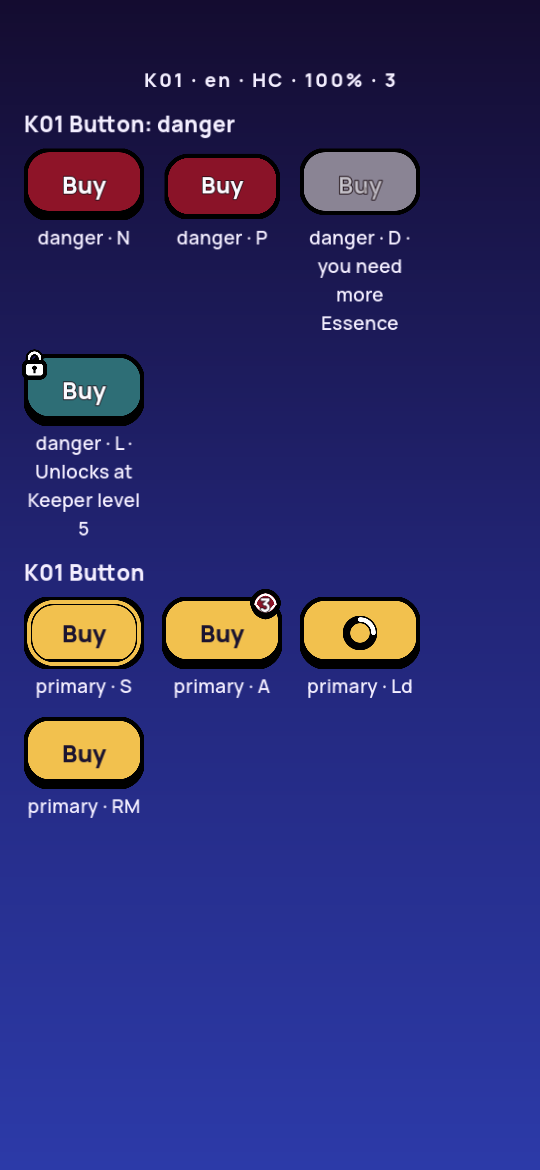 K01 · en · HC · 100% · 3
K01 Button: danger
Buy
Buy
Buy
danger · N
danger · P
danger · D ·
you need
more
Essence
Buy
danger · L ·
Unlocks at
Keeper level
5
K01 Button
Buy
Buy
3
primary · S
primary · A
primary · Ld
Buy
primary · RM